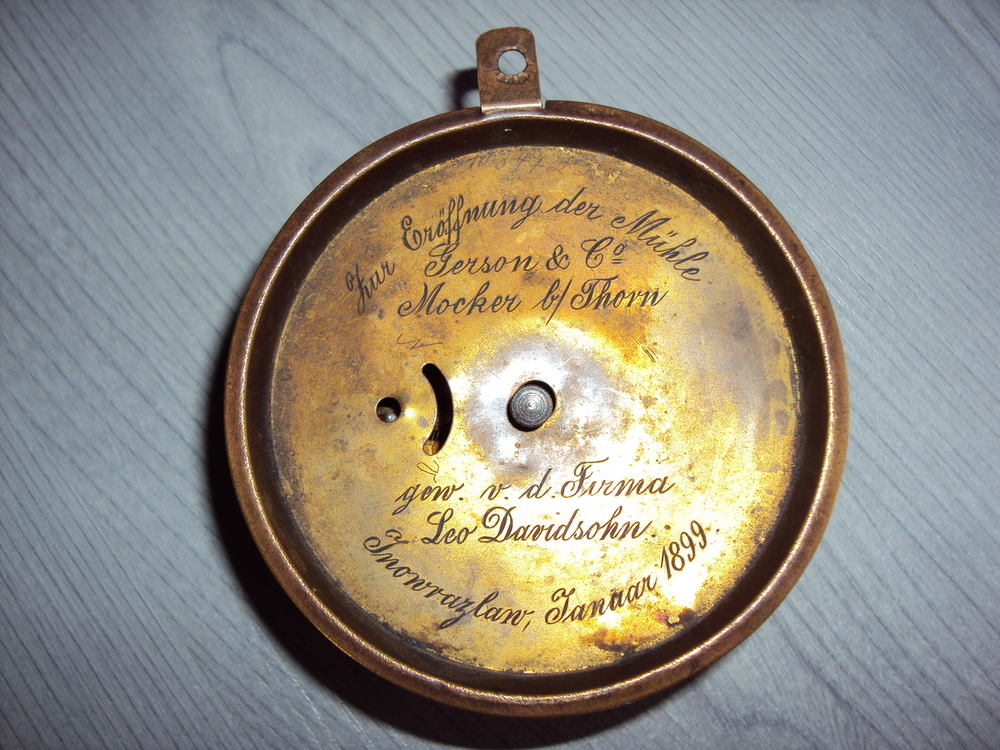 Zur Eröffnung der Mühle
Gerson & Co
Mocker b/Thorn
gew. v. d. Firma
Leo Davidsohn.
Inowrazlaw, Januar 1899.